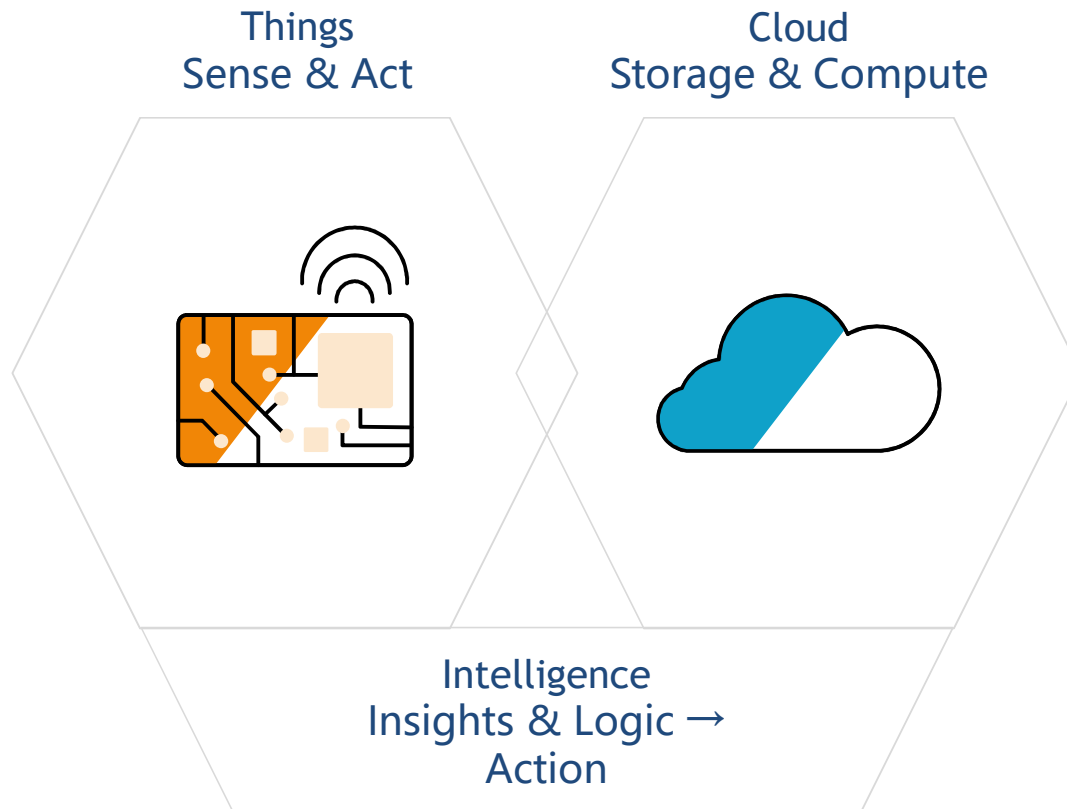 Things
Sense & Act
Cloud
Storage & Compute
Intelligence
Insights & Logic →
Action